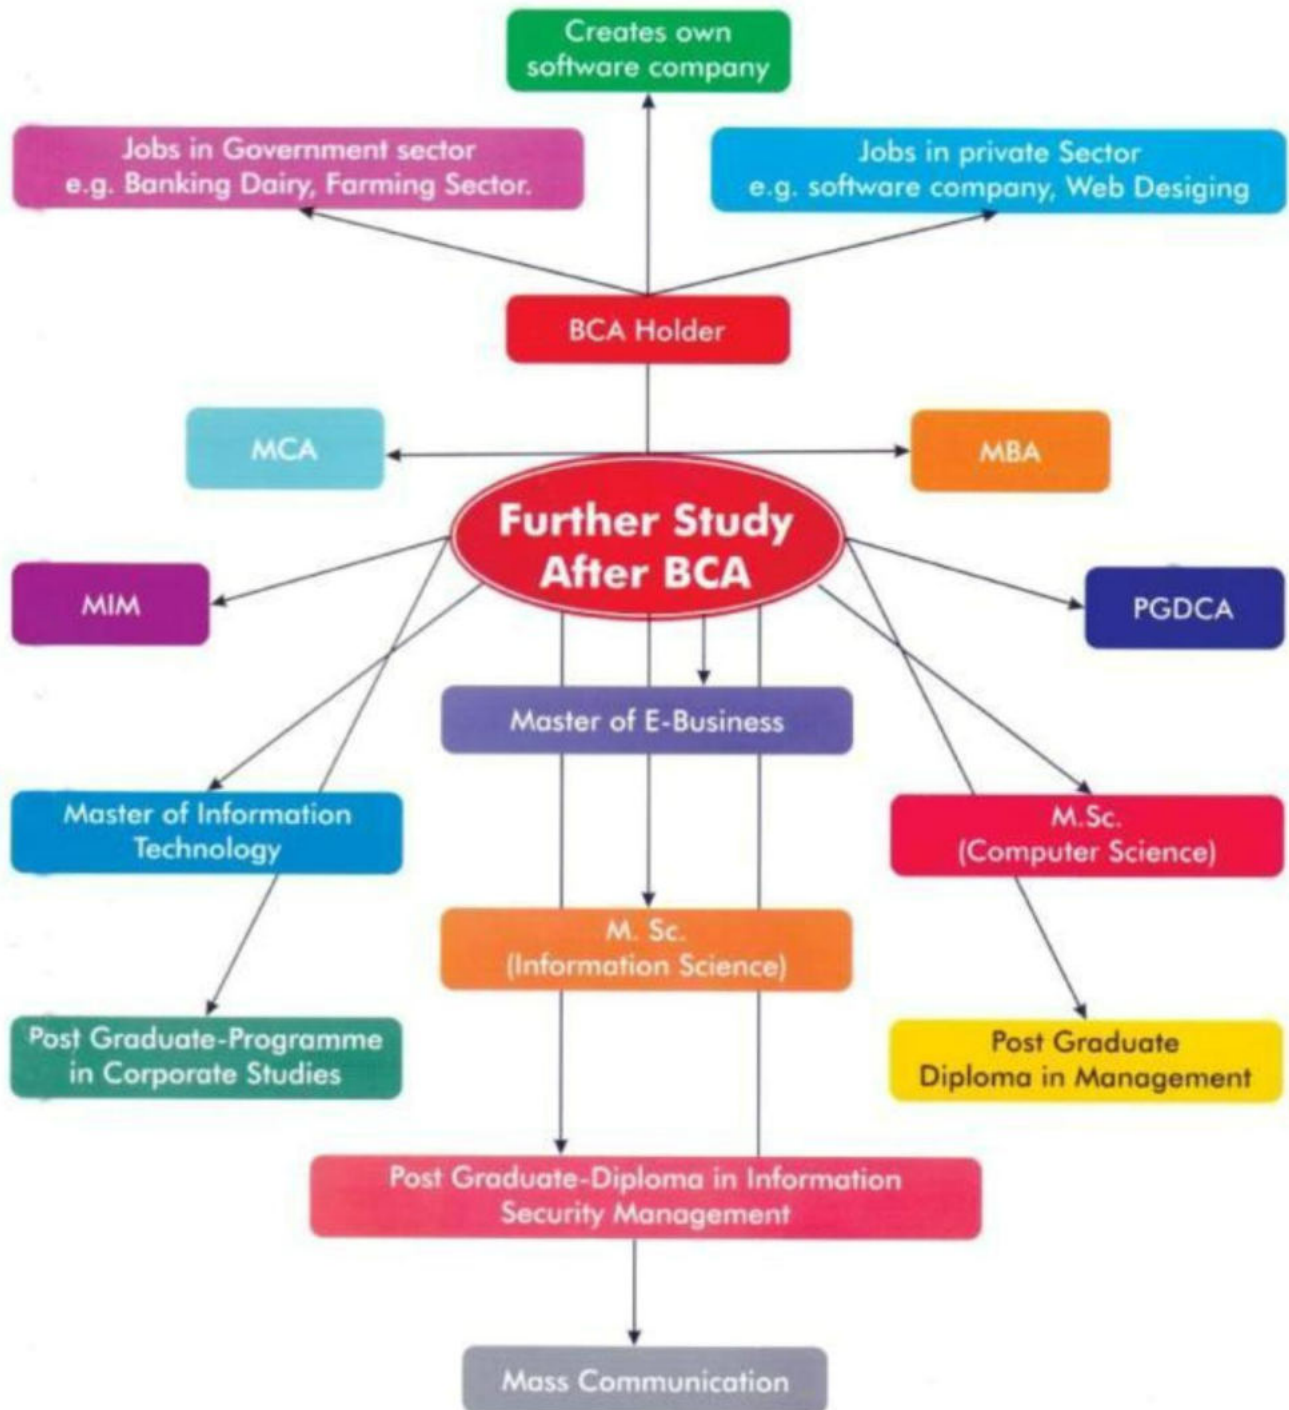 Creates own
software company
Jobs in Government sector
e.g. Banking Dairy, Farming Sector.
Jobs in private Sector
e.g. software company, Web Desiging
BCA Holder
MCA
MBA
Further Study
After BCA
MIM
PGDCA
Master of E-Business
Master of Information
Technology
M.Sc.
(Computer Science)
M. Sc.
(Information Science)
Post Graduate-Programme
in Corporate Studies
Post Graduate
Diploma in Management
Post Graduate-Diploma in Information
Security Management
Mass Communication